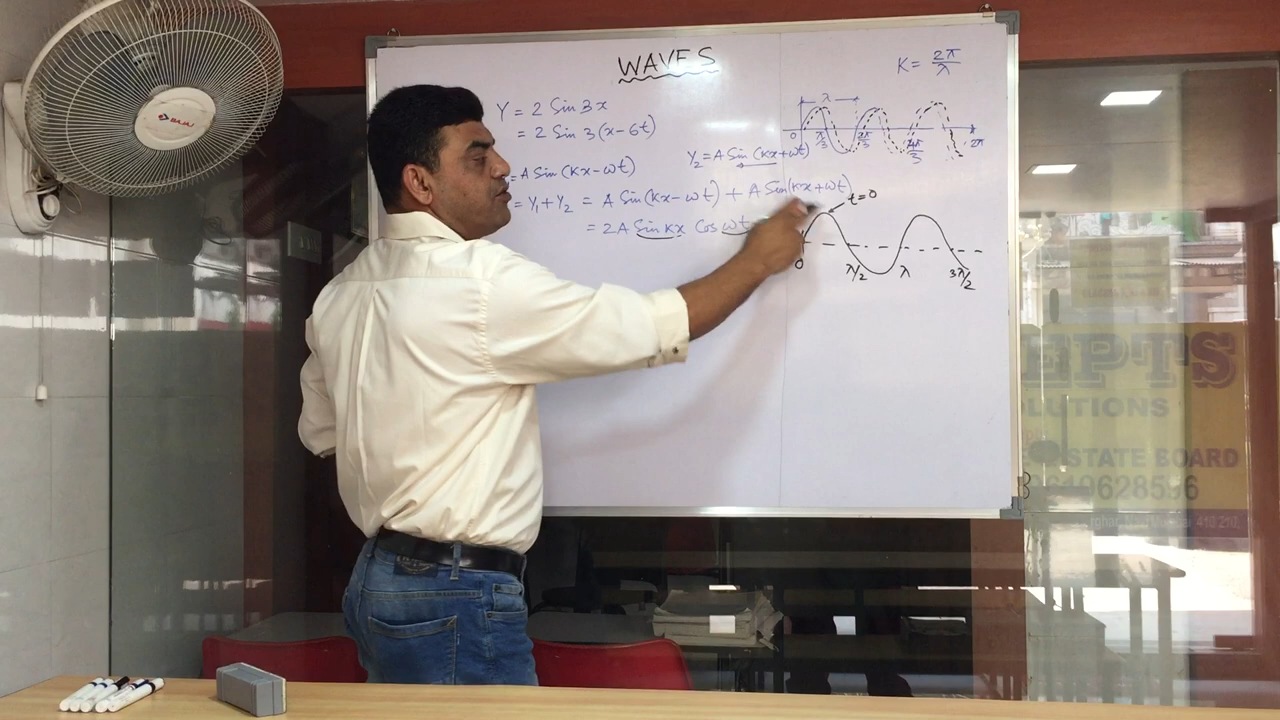 WAVES
K = 2π/λ
Y = 2 Sin 3x
= 2 Sin 3(x-6t)
= A Sin(Kx-ωt)
Y₂ = A Sin (Kx+ωt)
= Y₁ + Y₂ = A Sin(Kx-ωt) + A Sin(Kx+ωt)
= 2A Sin Kx Cos ωt
λ
0 π/3 2π/3 4π/3 2π
t=0
0 λ/2 λ 3λ/2
BAJAJ
EPTS
OLUTIONS
STATE BOARD